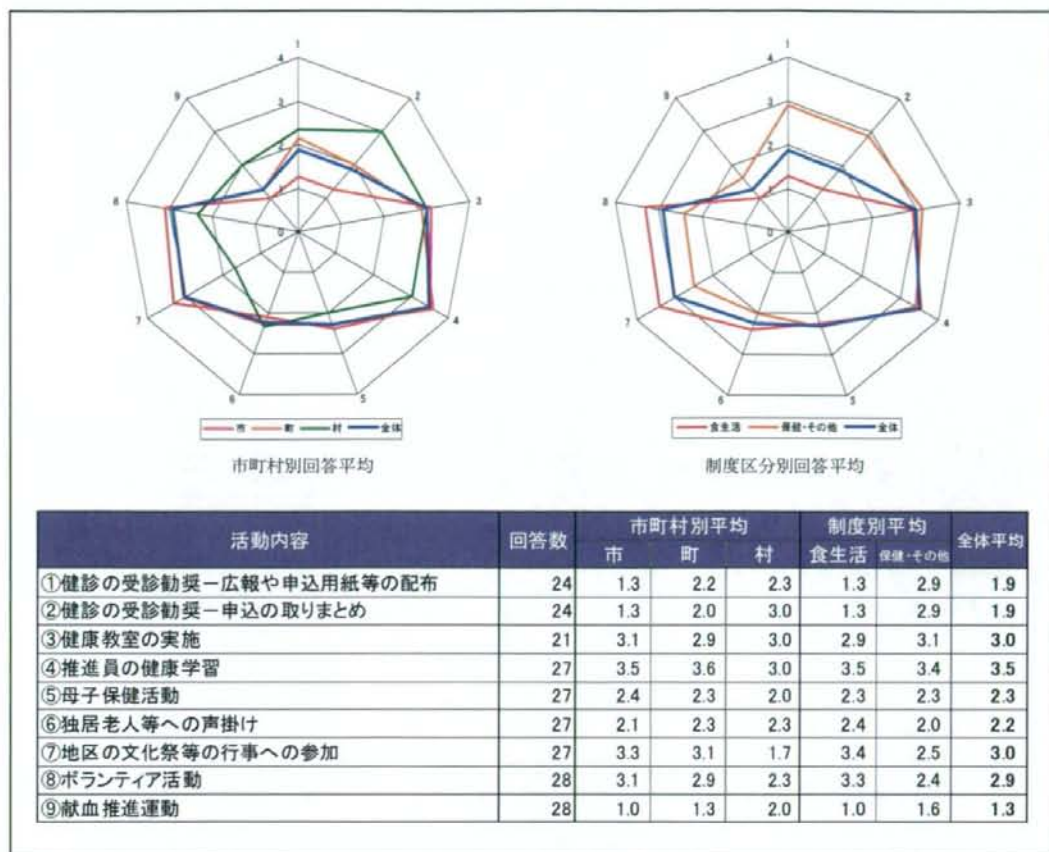 1
4
9
2
3
2
1
8
0
3
7
4
6
5
市 町 村 全体
市町村別回答平均
1
4
9
2
3
2
1
8
0
3
7
4
6
5
食生活 保健・その他 全体
制度区分別回答平均
活動内容 回答数 市町村別平均 制度別平均 全体平均
市 町 村 食生活 保健・その他
①健診の受診勧奨－広報や申込用紙等の配布 24 1.3 2.2 2.3 1.3 2.9 1.9
②健診の受診勧奨－申込の取りまとめ 24 1.3 2.0 3.0 1.3 2.9 1.9
③健康教室の実施 21 3.1 2.9 3.0 2.9 3.1 3.0
④推進員の健康学習 27 3.5 3.6 3.0 3.5 3.4 3.5
⑤母子保健活動 27 2.4 2.3 2.0 2.3 2.3 2.3
⑥独居老人等への声掛け 27 2.1 2.3 2.3 2.4 2.0 2.2
⑦地区の文化祭等の行事への参加 27 3.3 3.1 1.7 3.4 2.5 3.0
⑧ボランティア活動 28 3.1 2.9 2.3 3.3 2.4 2.9
⑨献血推進運動 28 1.0 1.3 2.0 1.0 1.6 1.3